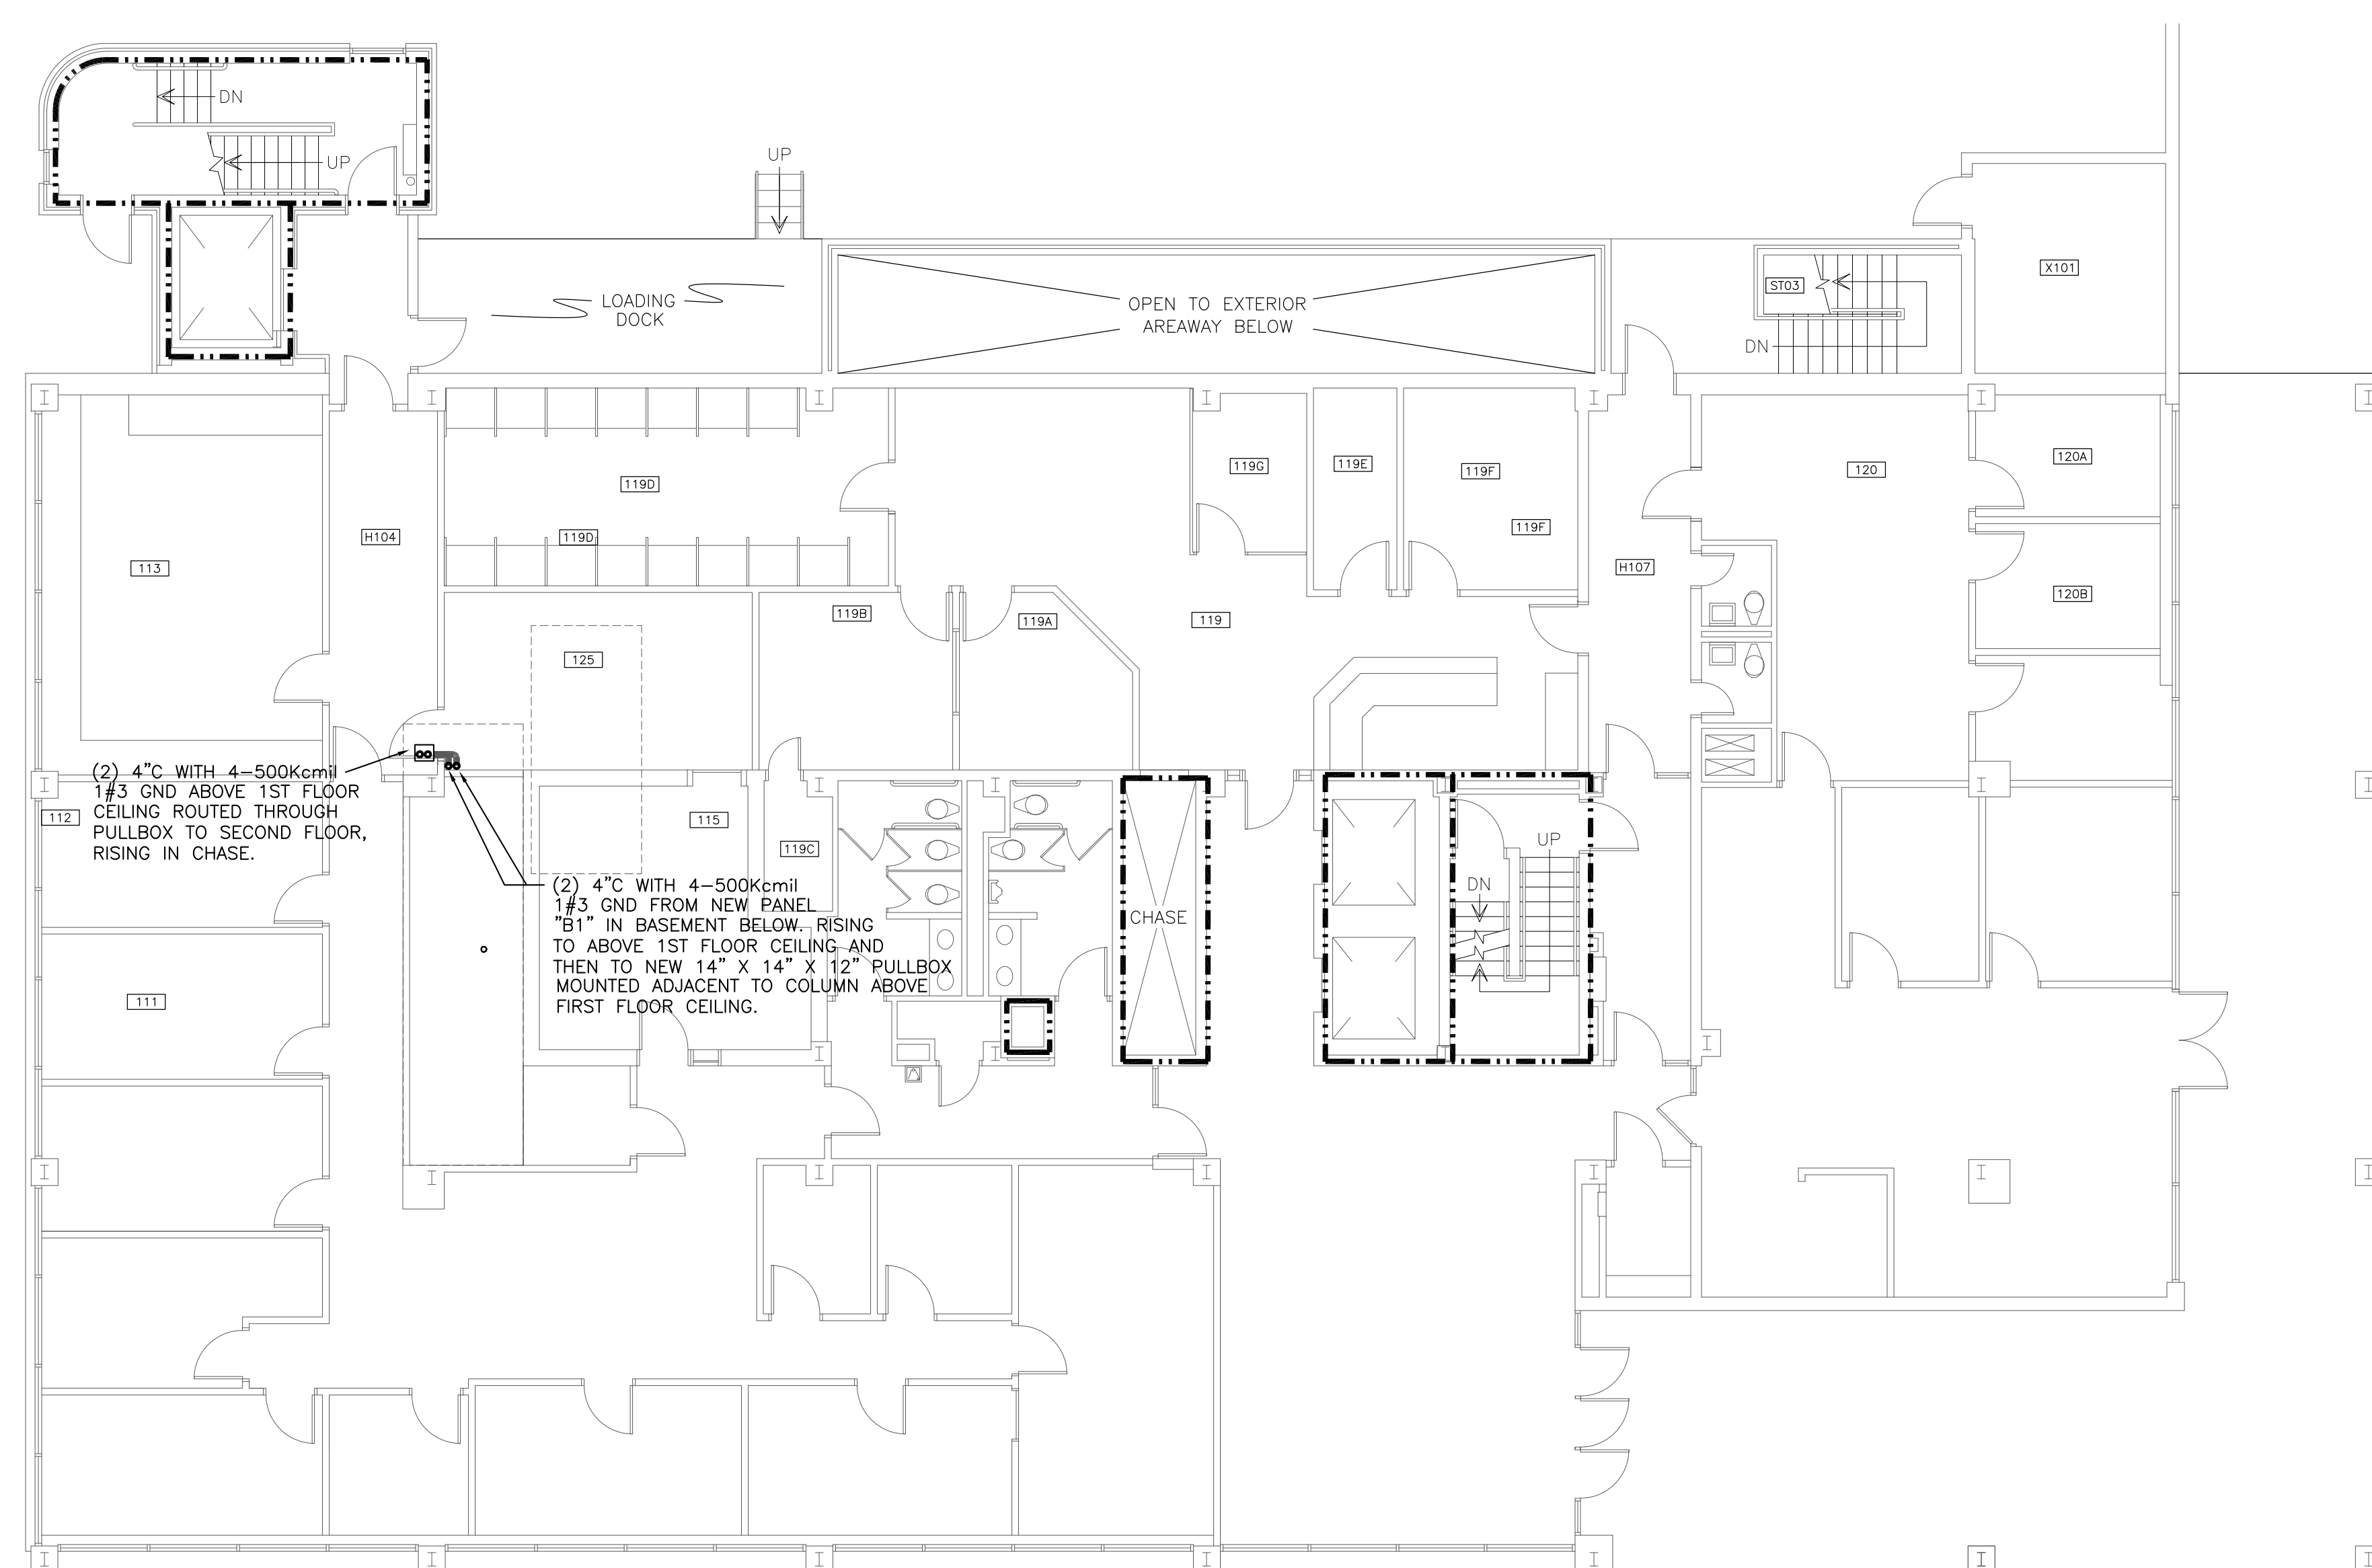 DN
UP
UP
LOADING
DOCK
OPEN TO EXTERIOR
AREAWAY BELOW
ST03
DN
X101
119D
119D
119G
119E
119F
119F
120
120A
120B
H104
113
H107
119B
119A
119
125
(2) 4"C WITH 4-500Kcmil
1#3 GND ABOVE 1ST FLOOR
CEILING ROUTED THROUGH
PULLBOX TO SECOND FLOOR,
RISING IN CHASE.
112
115
119C
(2) 4"C WITH 4-500Kcmil
1#3 GND FROM NEW PANEL
"B1" IN BASEMENT BELOW. RISING
TO ABOVE 1ST FLOOR CEILING AND
THEN TO NEW 14" X 14" X 12" PULLBOX
MOUNTED ADJACENT TO COLUMN ABOVE
FIRST FLOOR CEILING.
CHASE
UP
DN
111